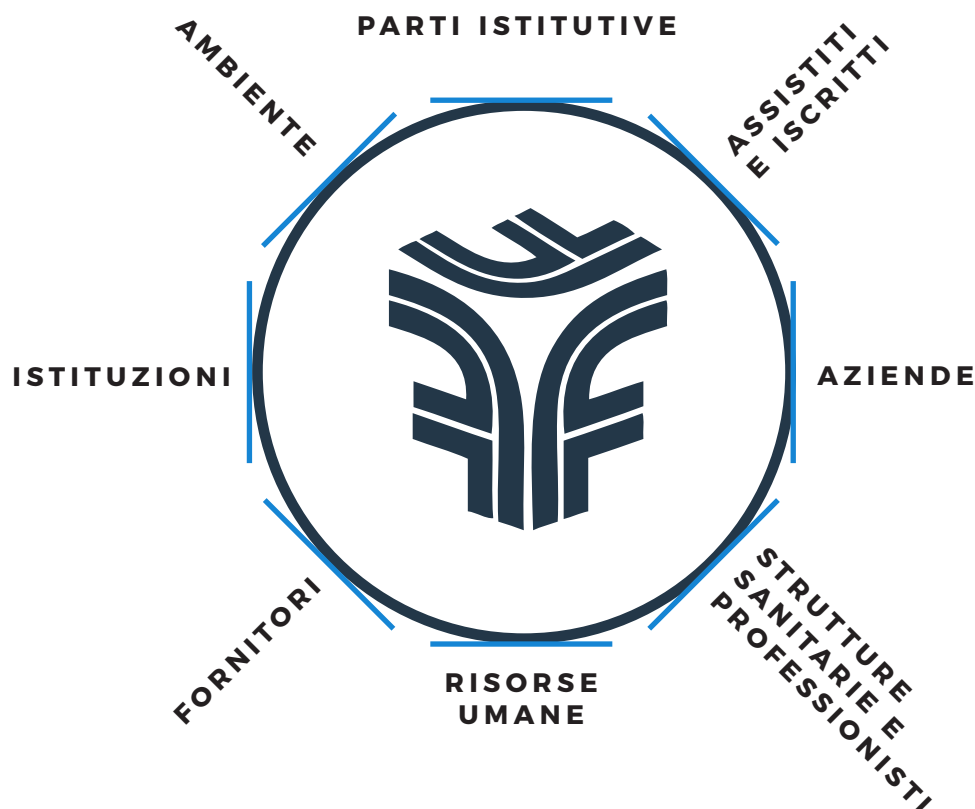 PARTI ISTITUTIVE
AMBIENTE
ASSISTITI
E ISCRITTI
ISTITUZIONI
AZIENDE
FORNITORI
RISORSE
UMANE
STRUTTURE
SANITARIE E
PROFESSIONISTI